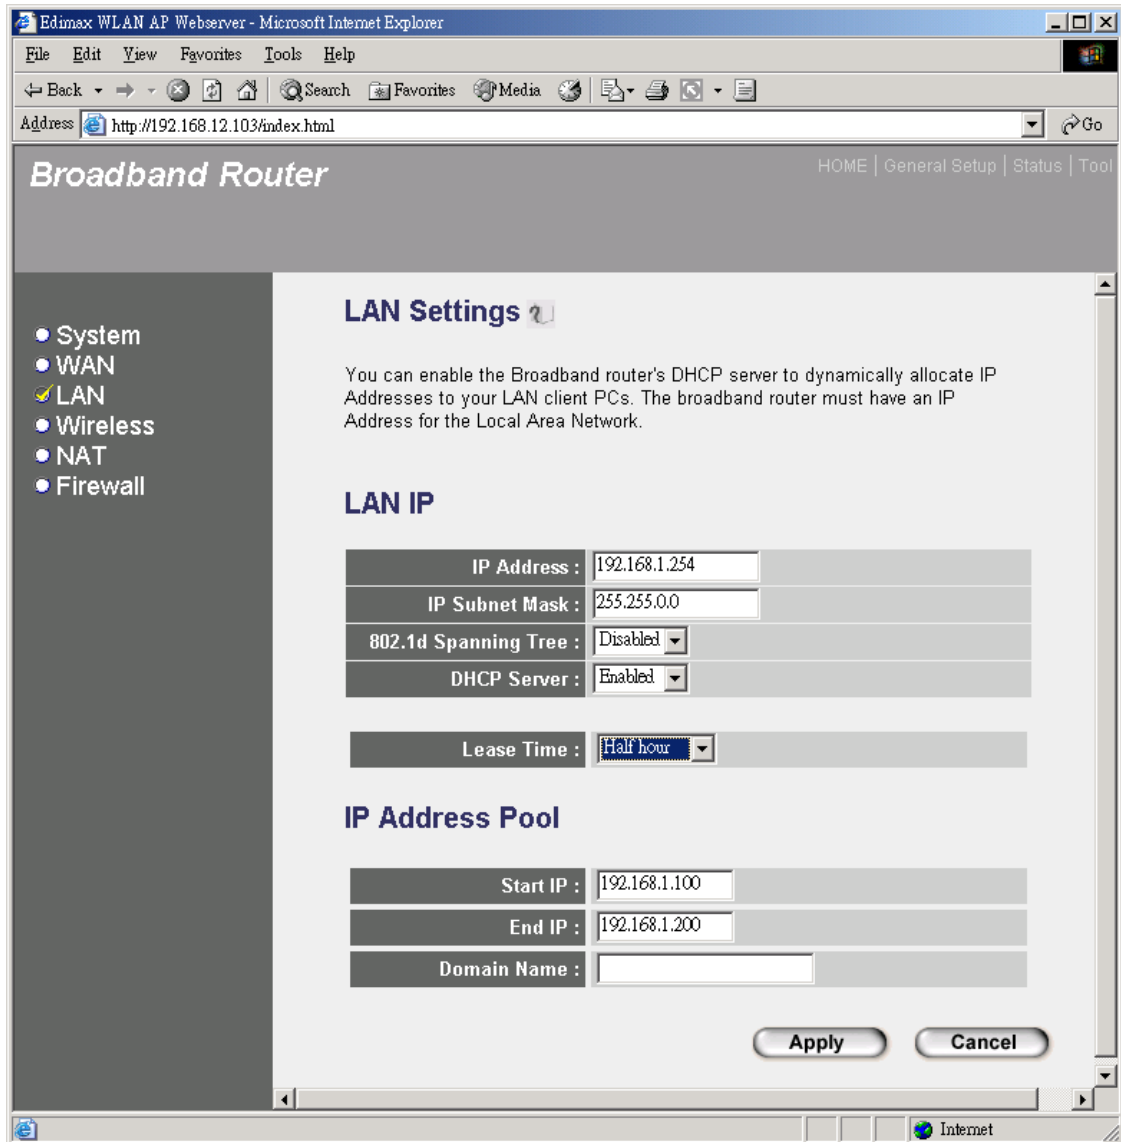 Edimax WLAN AP Webserver - Microsoft Internet Explorer
File Edit View Favorites Tools Help
Back Search Favorites Media
Address http://192.168.12.103/index.html Go
Broadband Router
HOME | General Setup | Status | Tool
System
WAN
LAN
Wireless
NAT
Firewall
LAN Settings
You can enable the Broadband router's DHCP server to dynamically allocate IP
Addresses to your LAN client PCs. The broadband router must have an IP
Address for the Local Area Network.
LAN IP
IP Address : 192.168.1.254
IP Subnet Mask : 255.255.0.0
802.1d Spanning Tree : Disabled
DHCP Server : Enabled
Lease Time : Half hour
IP Address Pool
Start IP : 192.168.1.100
End IP : 192.168.1.200
Domain Name :
Apply Cancel
Internet